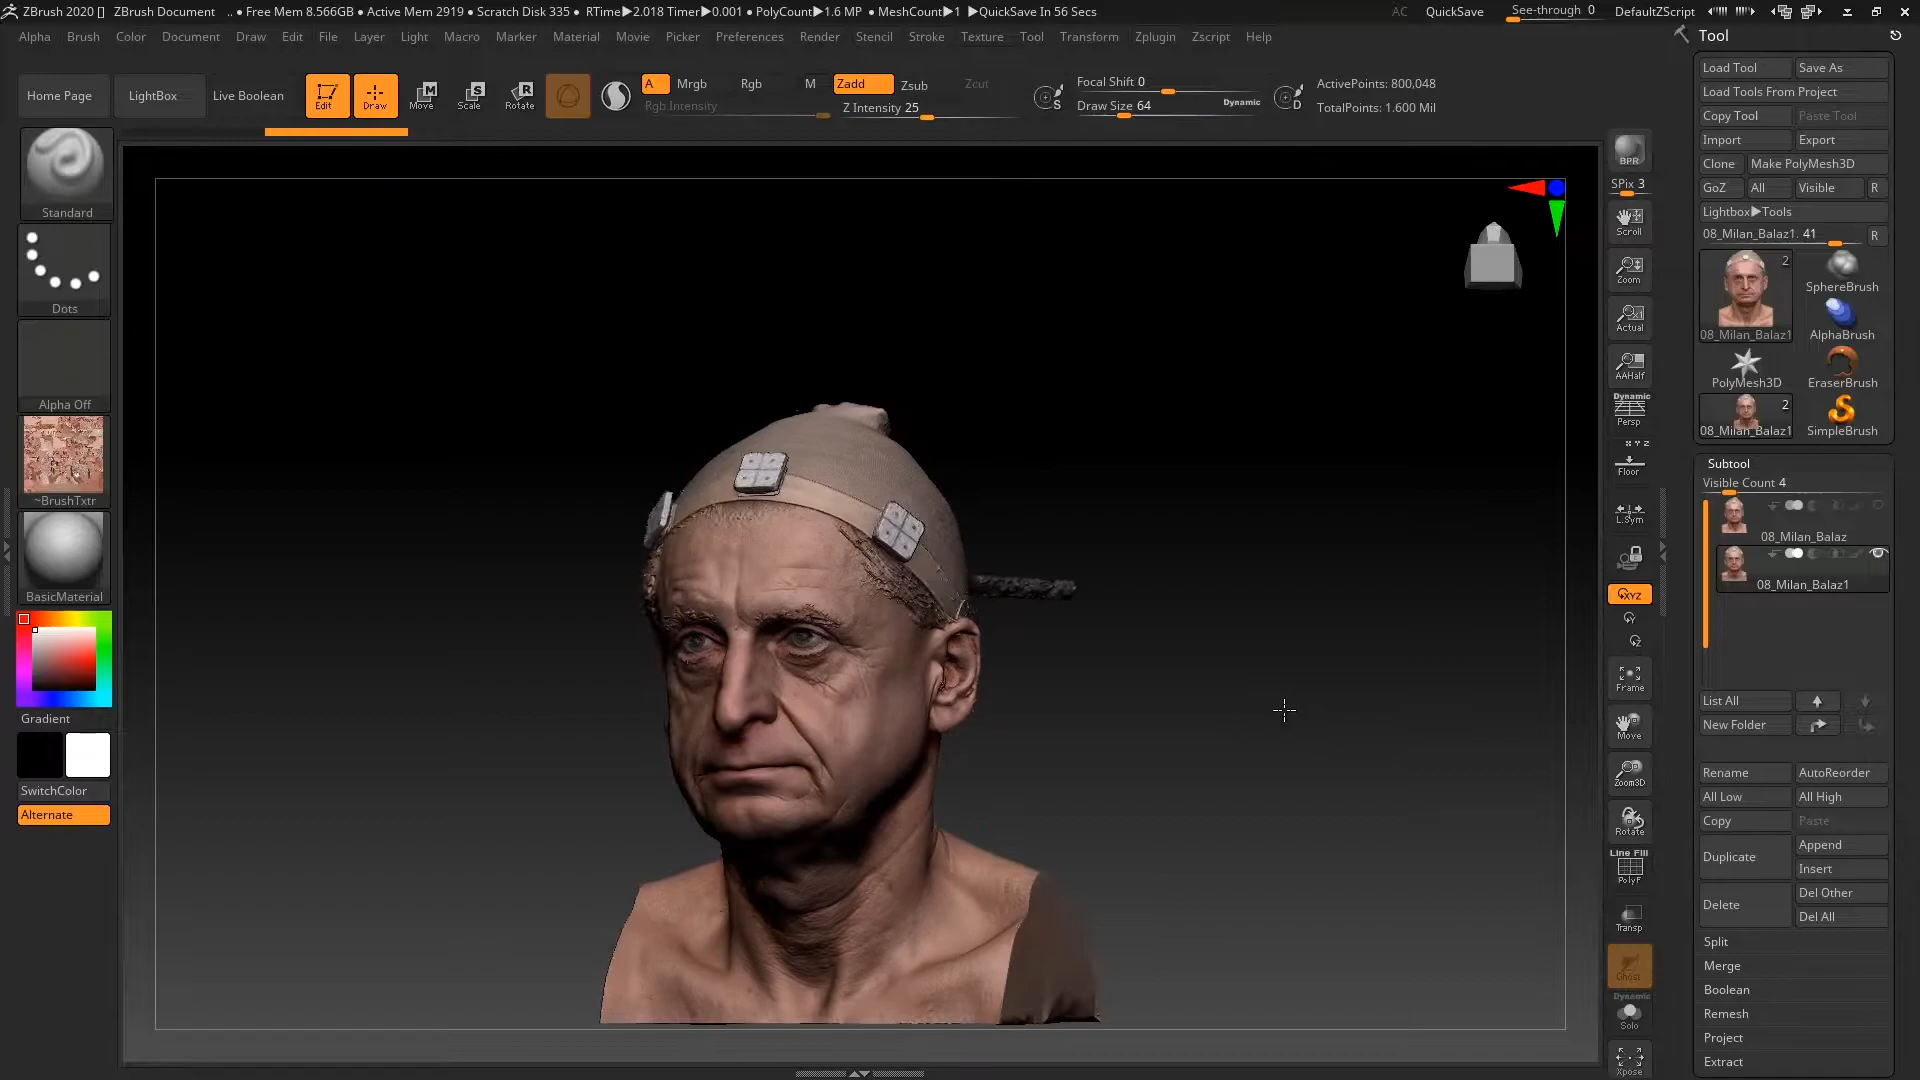 ZBrush 2020 [] ZBrush Document .. • Free Mem 8.566GB • Active Mem 2919 • Scratch Disk 335 • RTime▶2.018 Timer▶0.001 • PolyCount▶1.6 MP • MeshCount▶1 ▶QuickSave In 56 Secs AC QuickSave See-through 0 DefaultZScript
Alpha Brush Color Document Draw Edit File Layer Light Macro Marker Material Movie Picker Preferences Render Stencil Stroke Texture Tool Transform Zplugin Zscript Help
Home Page LightBox Live Boolean Edit Draw Move Scale Rotate
A Mrgb Rgb M Zadd Zsub Zcut
Rgb Intensity Z Intensity 25
S Focal Shift 0
Draw Size 64 Dynamic
D ActivePoints: 800,048
TotalPoints: 1.600 Mil
Standard
Dots
Alpha Off
~BrushTxtr
BasicMaterial
Gradient
SwitchColor
Alternate
BPR
SPix 3
Scroll
Zoom
Actual
AAHalf
Dynamic
Persp
X Y Z
Floor
L.Sym
XYZ
Y
Z
Frame
Move
Zoom3D
Rotate
Line Fill
PolyF
Transp
Ghost
Dynamic
Solo
Xpose
Tool
Load Tool Save As
Load Tools From Project
Copy Tool Paste Tool
Import Export
Clone Make PolyMesh3D
GoZ All Visible R
Lightbox▶Tools
08_Milan_Balaz1. 41 R
2
08_Milan_Balaz1
SphereBrush
AlphaBrush
PolyMesh3D EraserBrush
2
08_Milan_Balaz1 SimpleBrush
Subtool
Visible Count 4
08_Milan_Balaz
08_Milan_Balaz1
List All
New Folder
Rename AutoReorder
All Low All High
Copy Paste
Duplicate Append
Insert
Delete Del Other
Del All
Split
Merge
Boolean
Remesh
Project
Extract